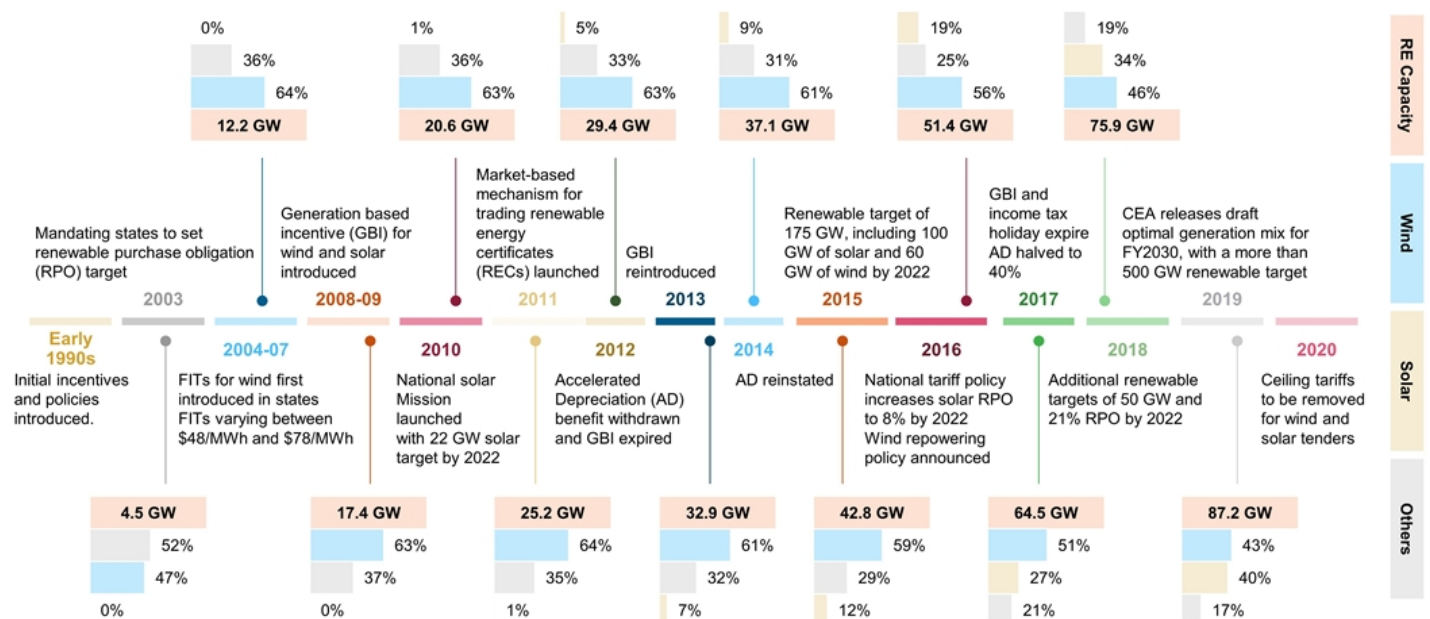 0%
36%
64%
12.2 GW
1%
36%
63%
20.6 GW
5%
33%
63%
29.4 GW
9%
31%
61%
37.1 GW
19%
25%
56%
51.4 GW
19%
34%
46%
75.9 GW
RE Capacity
Wind
Solar
Others
Mandating states to set
renewable purchase obligation
(RPO) target
Generation based
incentive (GBI) for
wind and solar
introduced
Market-based
mechanism for
trading renewable
energy
certificates
(RECs) launched
GBI
reintroduced
Renewable target of
175 GW, including 100
GW of solar and 60
GW of wind by 2022
GBI and
income tax
holiday expire
AD halved to
40%
CEA releases draft
optimal generation mix for
FY2030, with a more than
500 GW renewable target
2003
2008-09
2011
2013
2015
2017
2019
Early
1990s
2004-07
2010
2012
2014
2016
2018
2020
Initial incentives
and policies
introduced.
FITs for wind first
introduced in states
FITs varying between
$48/MWh and $78/MWh
National solar
Mission
launched
with 22 GW solar
target by 2022
Accelerated
Depreciation (AD)
benefit withdrawn
and GBI expired
AD reinstated
National tariff policy
increases solar RPO
to 8% by 2022
Wind repowering
policy announced
Additional renewable
targets of 50 GW and
21% RPO by 2022
Ceiling tariffs
to be removed
for wind and
solar tenders
4.5 GW
52%
47%
0%
17.4 GW
63%
37%
0%
25.2 GW
64%
35%
1%
32.9 GW
61%
32%
7%
42.8 GW
59%
29%
12%
64.5 GW
51%
27%
21%
87.2 GW
43%
40%
17%